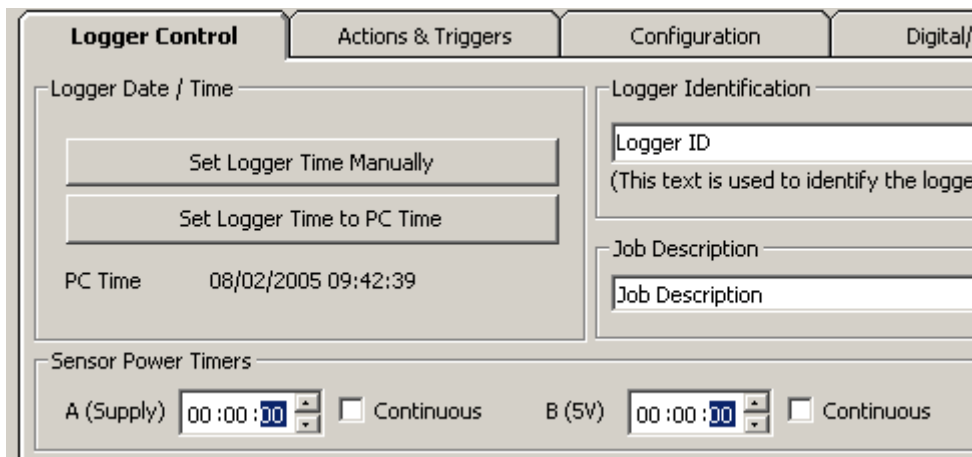 Logger Control
Actions & Triggers
Configuration
Digital/
Logger Date / Time
Set Logger Time Manually
Set Logger Time to PC Time
PC Time 08/02/2005 09:42:39
Logger Identification
Logger ID
(This text is used to identify the logge
Job Description
Job Description
Sensor Power Timers
A (Supply) 00 :00 :00 Continuous B (5V) 00 :00 :00 Continuous